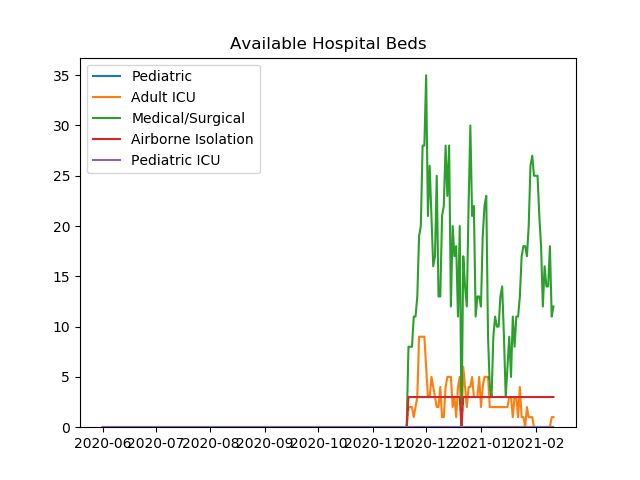 Available Hospital Beds
Pediatric
Adult ICU
Medical/Surgical
Airborne Isolation
Pediatric ICU
35
30
25
20
15
10
5
0
2020-06 2020-07 2020-08 2020-09 2020-10 2020-11 2020-12 2021-01 2021-02